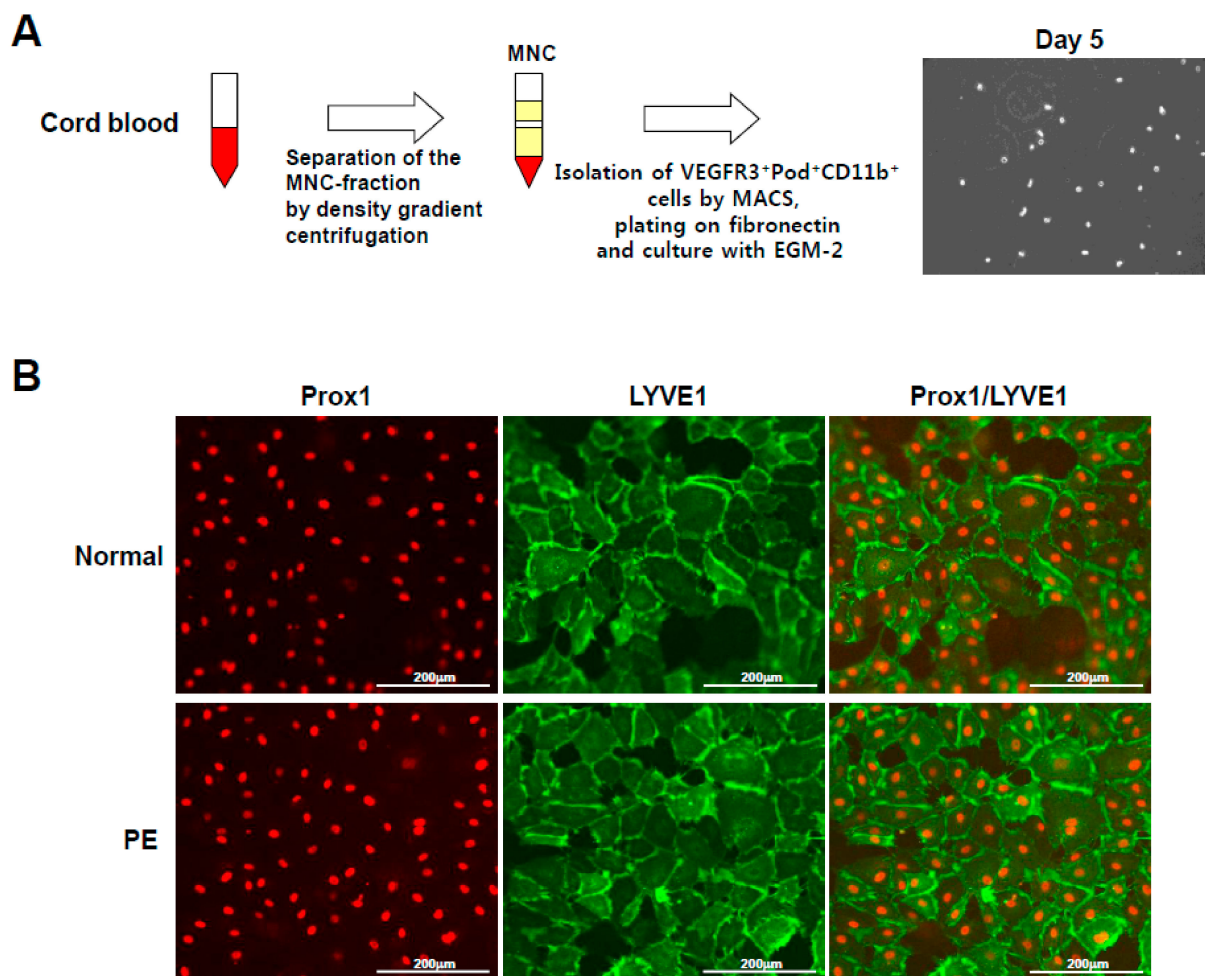 A
Day 5
MNC
Cord blood
Separation of the
MNC-fraction
by density gradient
centrifugation
Isolation of VEGFR3⁺Pod⁺CD11b⁺
cells by MACS,
plating on fibronectin
and culture with EGM-2
B
Prox1
LYVE1
Prox1/LYVE1
Normal
200μm
200μm
200μm
PE
200μm
200μm
200μm